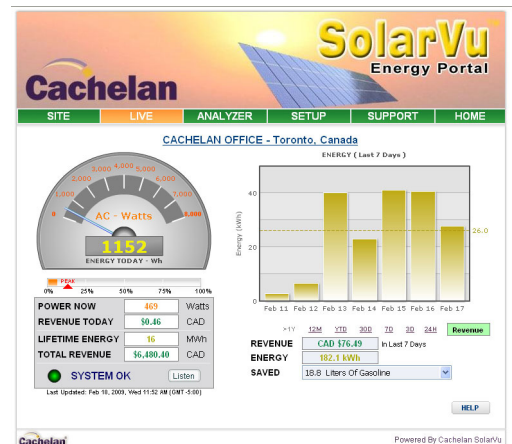 SolarVu
Energy Portal
Cachelan
SITE LIVE ANALYZER SETUP SUPPORT HOME
CACHELAN OFFICE - Toronto, Canada
ENERGY ( Last 7 Days )
0 1,000 2,000 3,000 4,000 5,000 6,000 7,000 8,000
AC - Watts
1152
ENERGY TODAY - Wh
PEAK
0% 25% 50% 75% 100%
Energy (kWh)
40
20
0
26.0
Feb 11 Feb 12 Feb 13 Feb 14 Feb 15 Feb 16 Feb 17
POWER NOW 469 Watts
REVENUE TODAY $0.46 CAD
LIFETIME ENERGY 16 MWh
TOTAL REVENUE $6,480.40 CAD
SYSTEM OK Listen
Last Updated: Feb 18, 2009, Wed 11:52 AM (GMT -5:00)
>1Y 12M YTD 30D 7D 3D 24H Revenue
REVENUE CAD $76.49 In Last 7 Days
ENERGY 182.1 kWh
SAVED 18.8 Liters Of Gasoline
HELP
Cachelan
Powered By Cachelan SolarVu